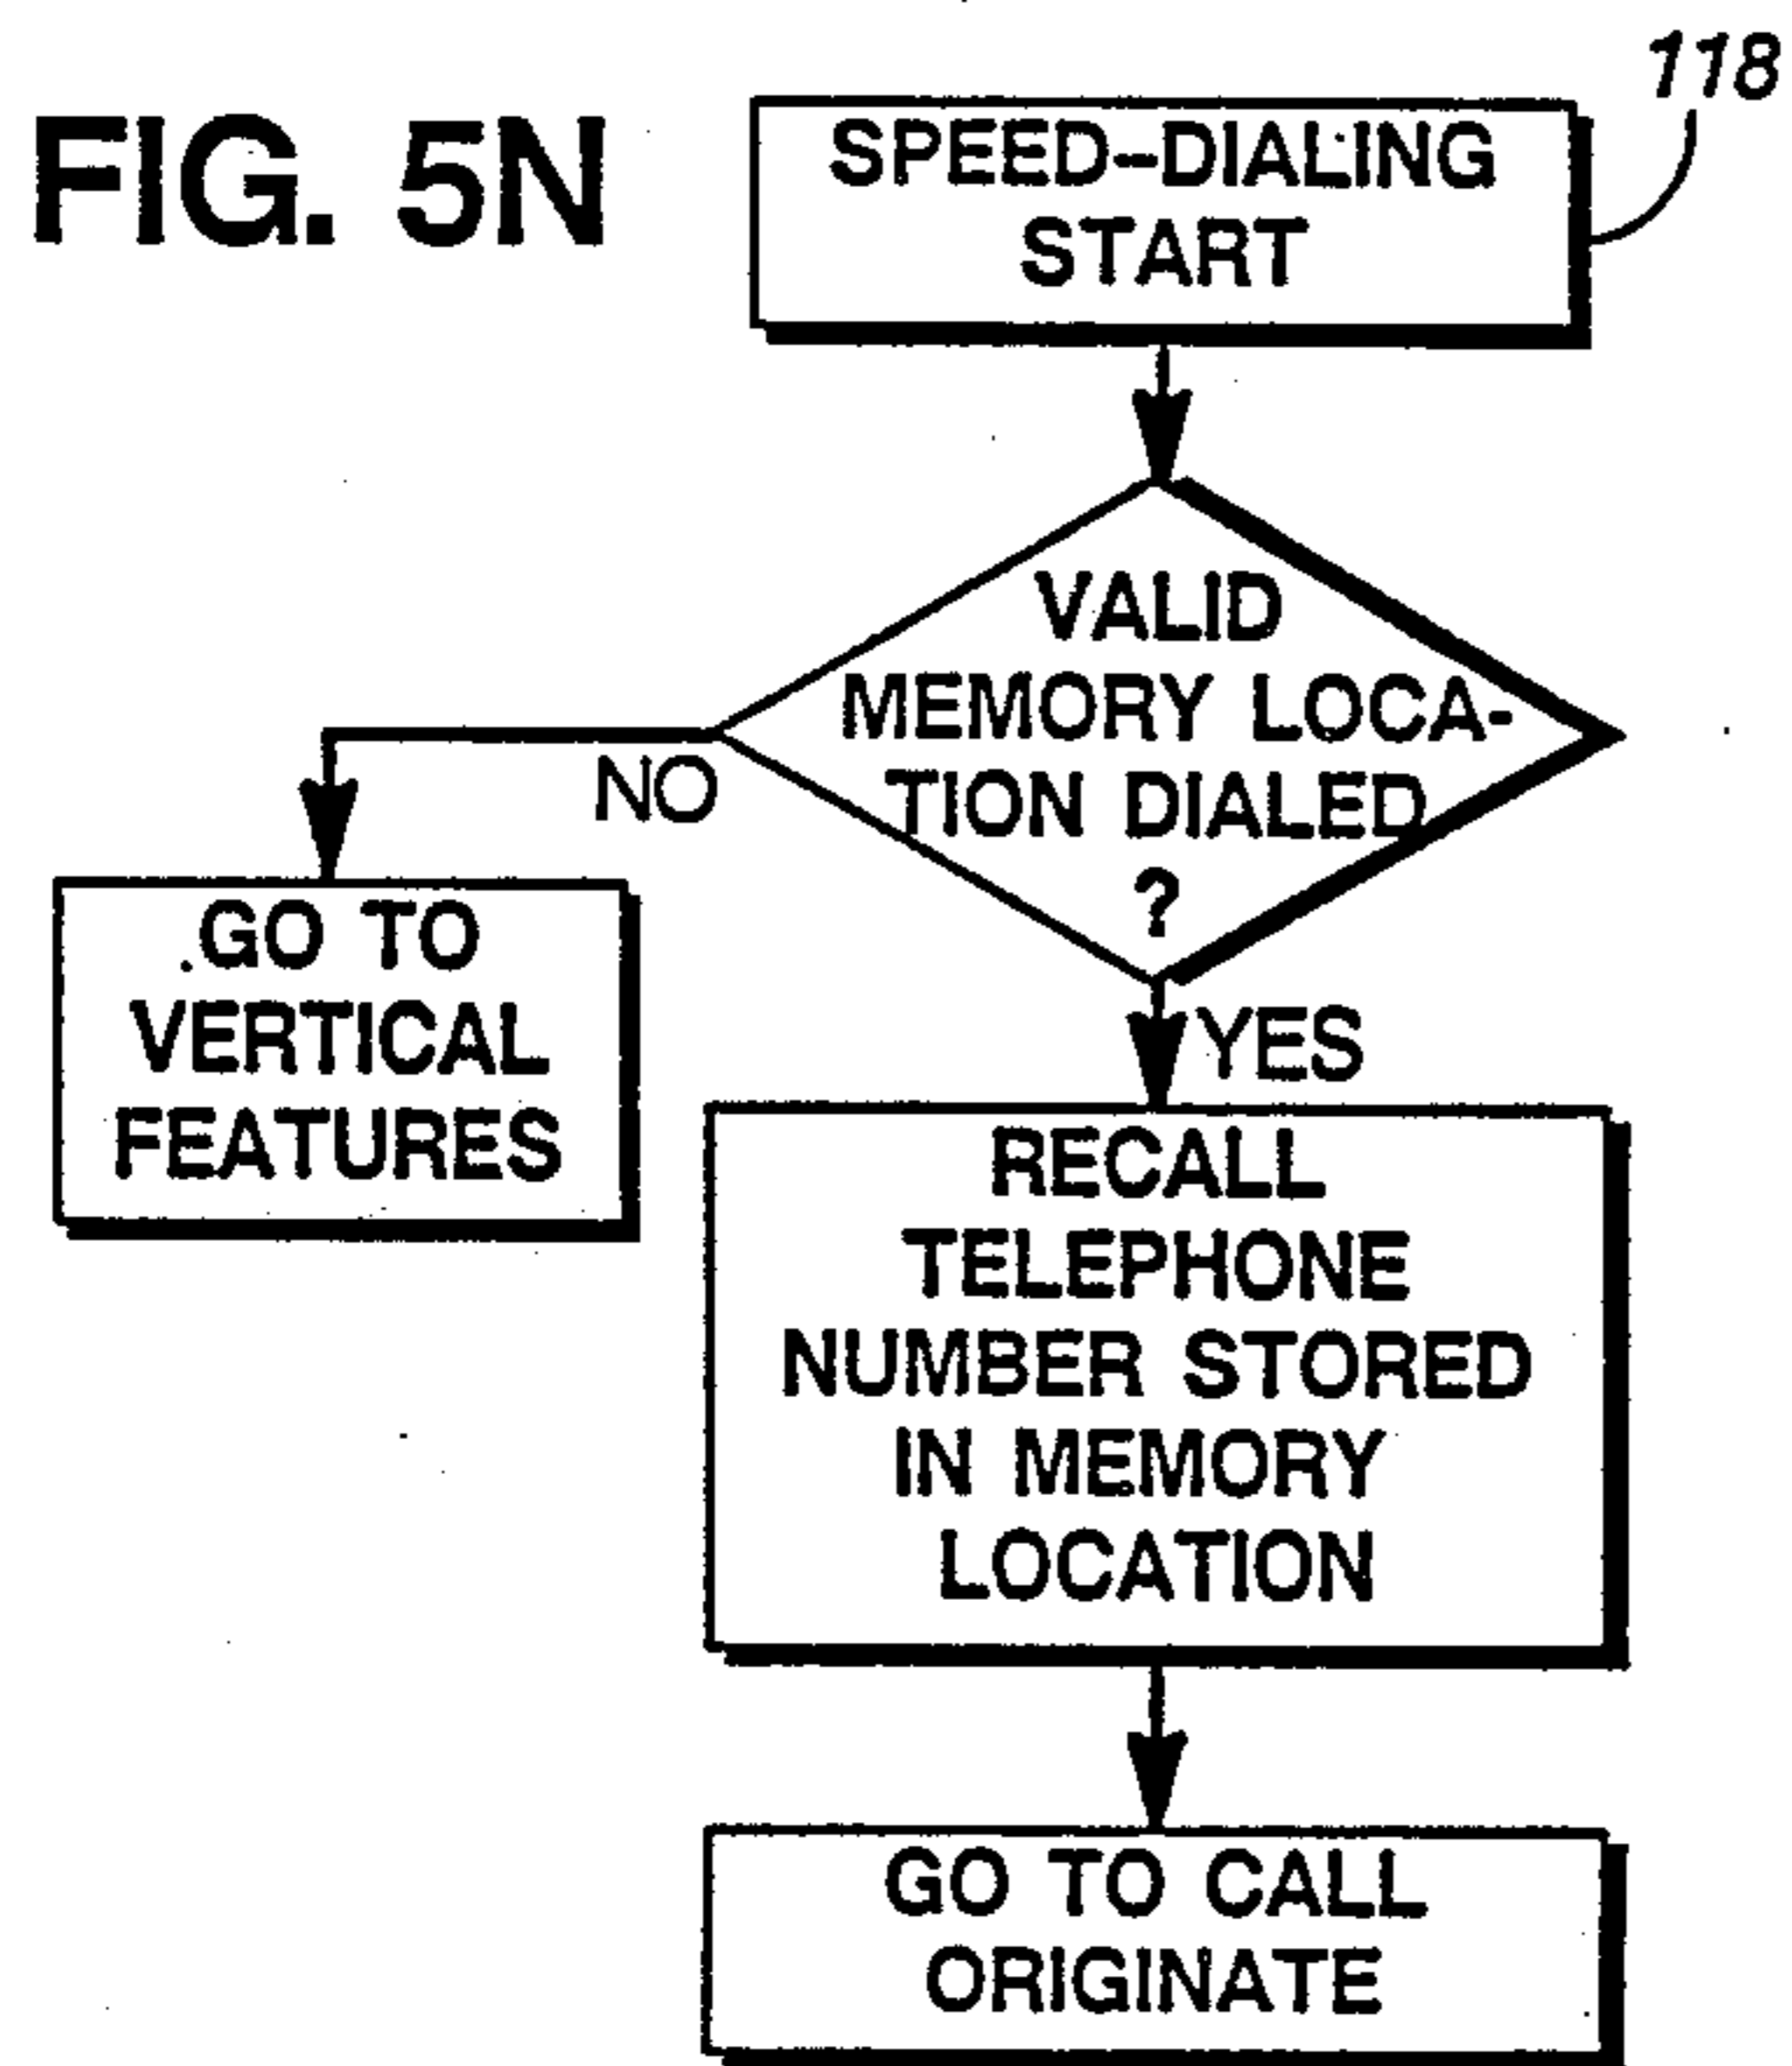 FIG. 5N
118
SPEED-DIALING
START
VALID
MEMORY LOCA-
TION DIALED
?
NO
YES
GO TO
VERTICAL
FEATURES
RECALL
TELEPHONE
NUMBER STORED
IN MEMORY
LOCATION
GO TO CALL
ORIGINATE